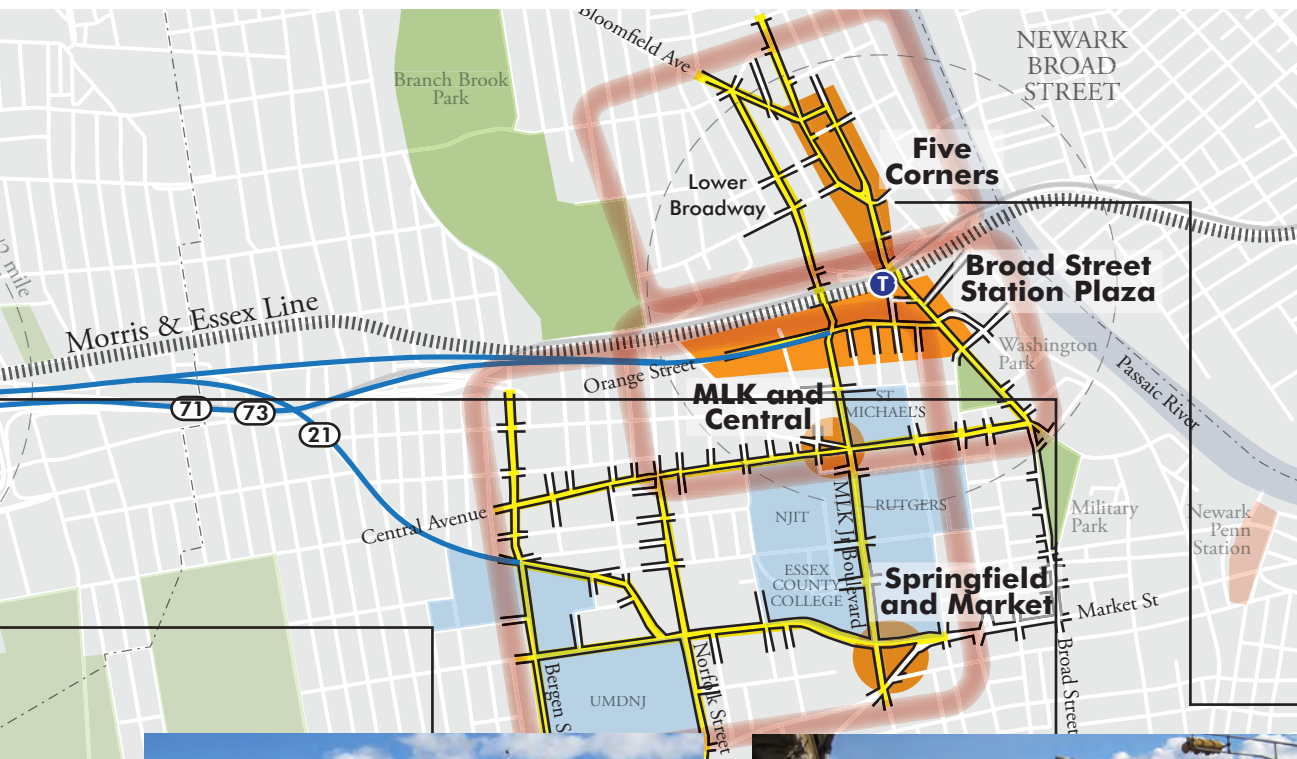 Bloomfield Ave
NEWARK
BROAD
STREET
Branch Brook
Park
Five
Corners
Lower
Broadway
Broad Street
Station Plaza
T
Morris & Essex Line
Washington
Park
Orange Street
Passaic River
MLK and
Central
ST.
MICHAEL'S
71
73
21
Central Avenue
NJIT
RUTGERS
MLK Jr Boulevard
Military
Park
Newark
Penn
Station
ESSEX
COUNTY
COLLEGE
Springfield
and Market
Market St
Broad Street
Norfolk Street
Bergen S
UMDNJ
/2 mile